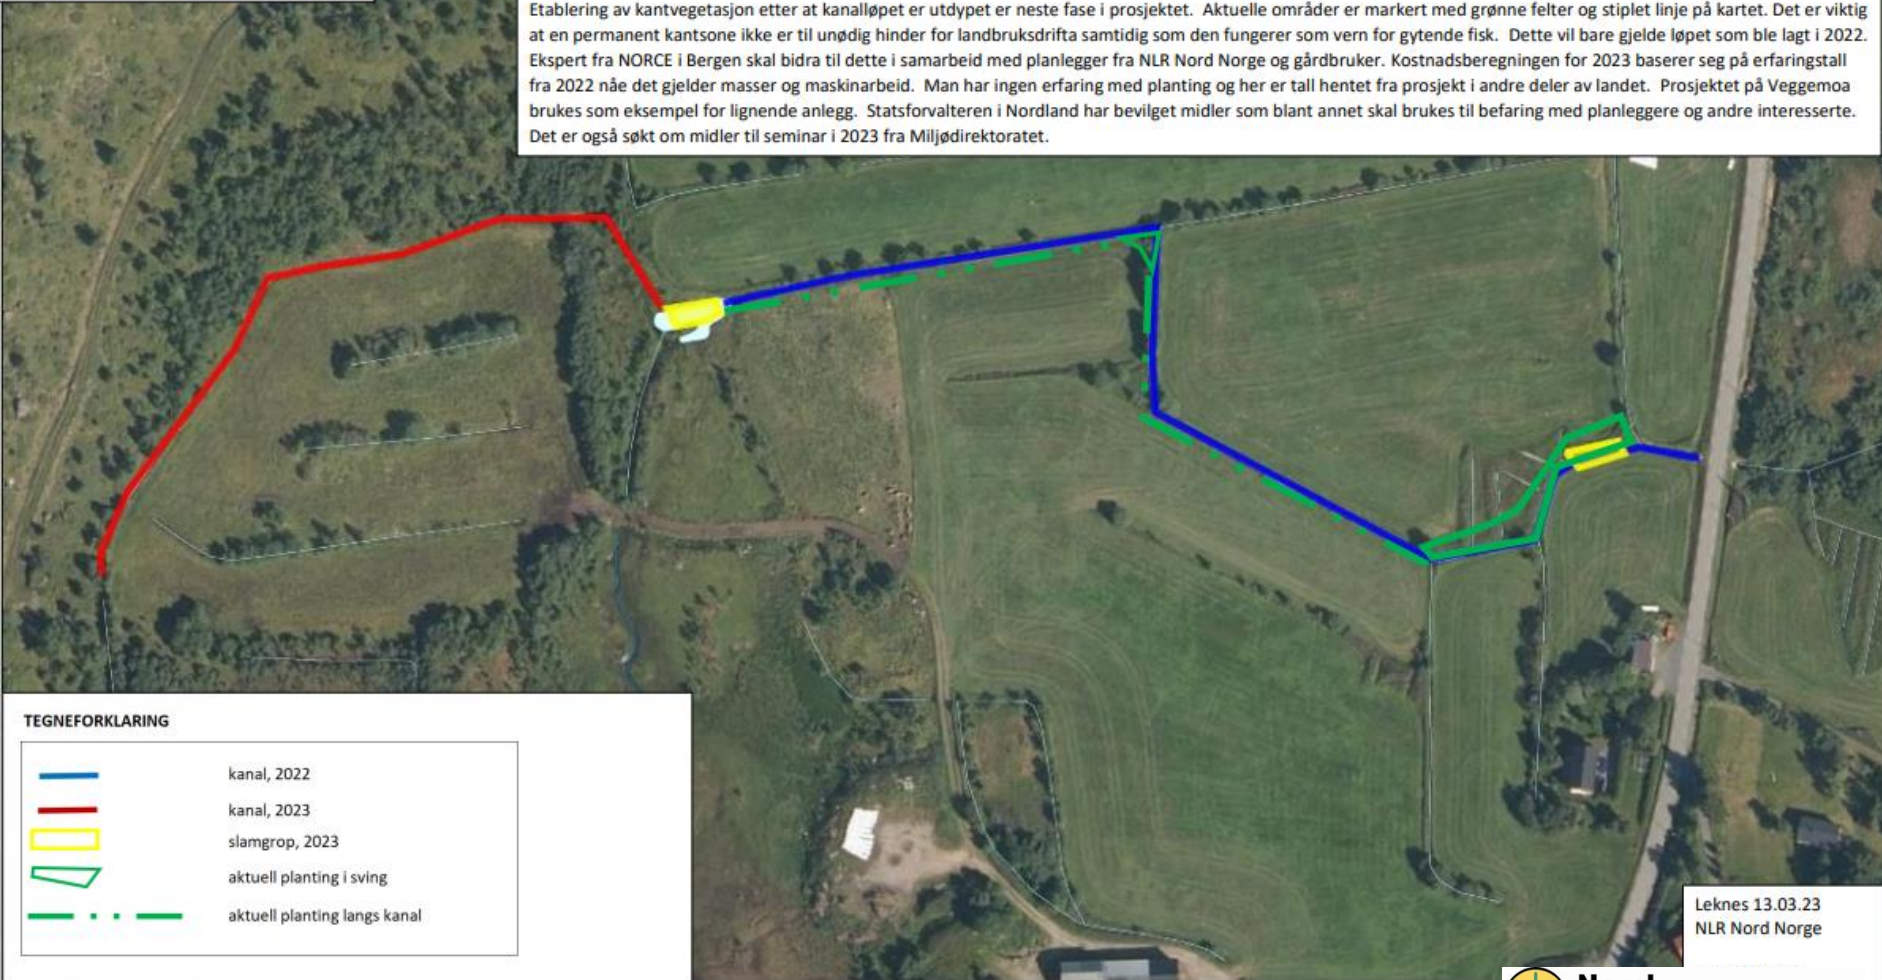 Etablering av kantvegetasjon etter at kanalløpet er utdypet er neste fase i prosjektet.  Aktuelle områder er markert med grønne felter og stiplet linje på kartet. Det er viktig
at en permanent kantsone ikke er til unødig hinder for landbruksdrifta samtidig som den fungerer som vern for gytende fisk.  Dette vil bare gjelde løpet som ble lagt i 2022.
Ekspert fra NORCE i Bergen skal bidra til dette i samarbeid med planlegger fra NLR Nord Norge og gårdbruker. Kostnadsberegningen for 2023 baserer seg på erfaringstall
fra 2022 nåe det gjelder masser og maskinarbeid.  Man har ingen erfaring med planting og her er tall hentet fra prosjekt i andre deler av landet.  Prosjektet på Veggemoa
brukes som eksempel for lignende anlegg.  Statsforvalteren i Nordland har bevilget midler som blant annet skal brukes til befaring med planleggere og andre interesserte.
Det er også søkt om midler til seminar i 2023 fra Miljødirektoratet.
TEGNEFORKLARING
kanal, 2022
kanal, 2023
slamgrop, 2023
aktuell planting i sving
aktuell planting langs kanal
Leknes 13.03.23
NLR Nord Norge